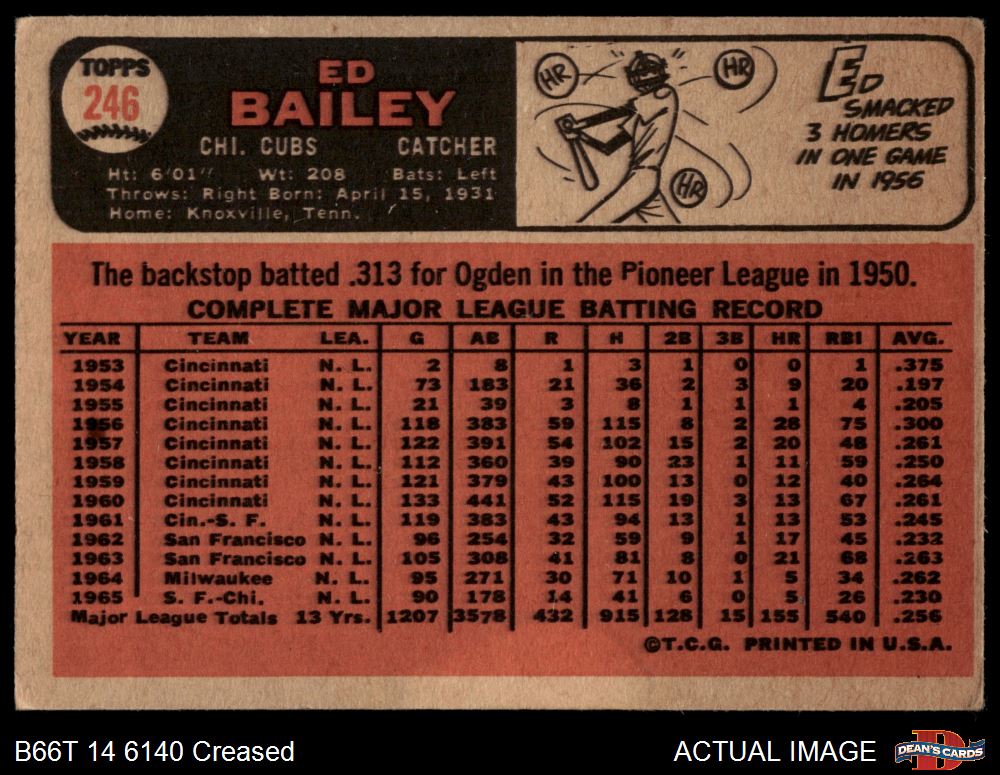 TOPPS
246
ED
BAILEY
CHI. CUBS CATCHER
Ht: 6'01" Wt: 208 Bats: Left
Throws: Right Born: April 15, 1931
Home: Knoxville, Tenn.
HR
HR
HR
ED
SMACKED
3 HOMERS
IN ONE GAME
IN 1956
The backstop batted .313 for Ogden in the Pioneer League in 1950.
COMPLETE MAJOR LEAGUE BATTING RECORD
YEAR TEAM LEA. G AB R H 2B 3B HR RBI AVG.
1953 Cincinnati N. L. 2 8 1 3 1 0 0 1 .375
1954 Cincinnati N. L. 73 183 21 36 2 3 9 20 .197
1955 Cincinnati N. L. 21 39 3 8 1 1 1 4 .205
1956 Cincinnati N. L. 118 383 59 115 8 2 28 75 .300
1957 Cincinnati N. L. 122 391 54 102 15 2 20 48 .261
1958 Cincinnati N. L. 112 360 39 90 23 1 11 59 .250
1959 Cincinnati N. L. 121 379 43 100 13 0 12 40 .264
1960 Cincinnati N. L. 133 441 52 115 19 3 13 67 .261
1961 Cin.-S. F. N. L. 119 383 43 94 13 1 13 53 .245
1962 San Francisco N. L. 96 254 32 59 9 1 17 45 .232
1963 San Francisco N. L. 105 308 41 81 8 0 21 68 .263
1964 Milwaukee N. L. 95 271 30 71 10 1 5 34 .262
1965 S. F.-Chi. N. L. 90 178 14 41 6 0 5 26 .230
Major League Totals 13 Yrs. 1207 3578 432 915 128 15 155 540 .256
©T.C.G. PRINTED IN U.S.A.
B66T 14 6140 Creased ACTUAL IMAGE
DEAN'S CARDS